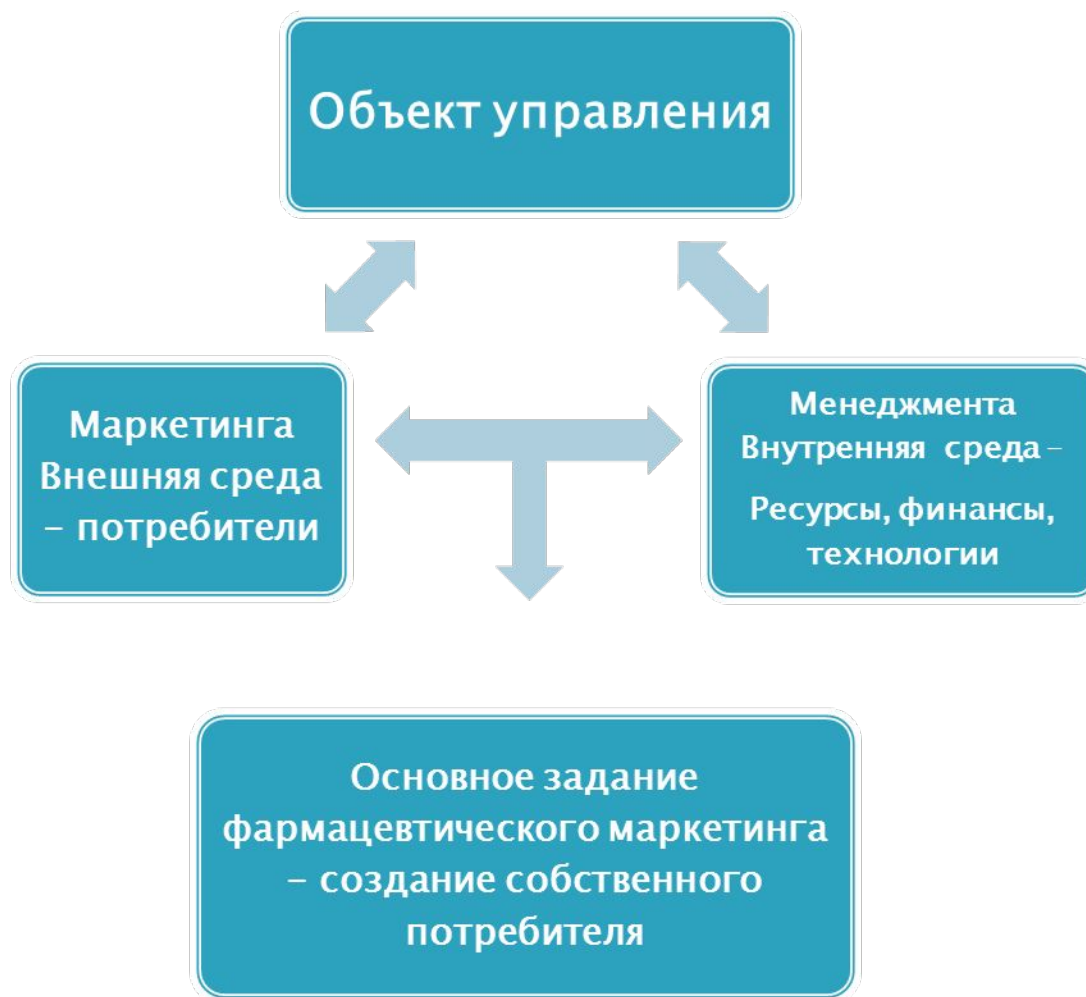 Объект управления
Маркетинга
Внешняя среда
– потребители
Менеджмента
Внутренняя среда –
Ресурсы, финансы,
технологии
Основное задание
фармацевтического маркетинга
– создание собственного
потребителя